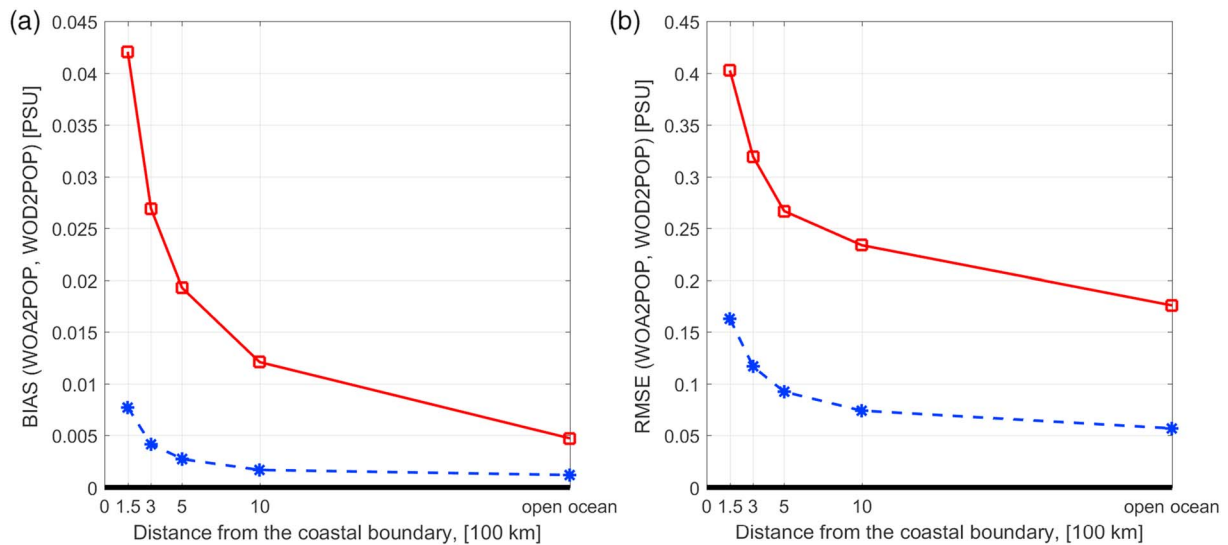 (a)
0.045
0.04
0.035
0.03
0.025
0.02
0.015
0.01
0.005
0
BIAS (WOA2POP, WOD2POP) [PSU]
0 1.5 3 5 10 open ocean
Distance from the coastal boundary, [100 km]
(b)
0.45
0.4
0.35
0.3
0.25
0.2
0.15
0.1
0.05
0
RMSE (WOA2POP, WOD2POP) [PSU]
0 1.5 3 5 10 open ocean
Distance from the coastal boundary, [100 km]